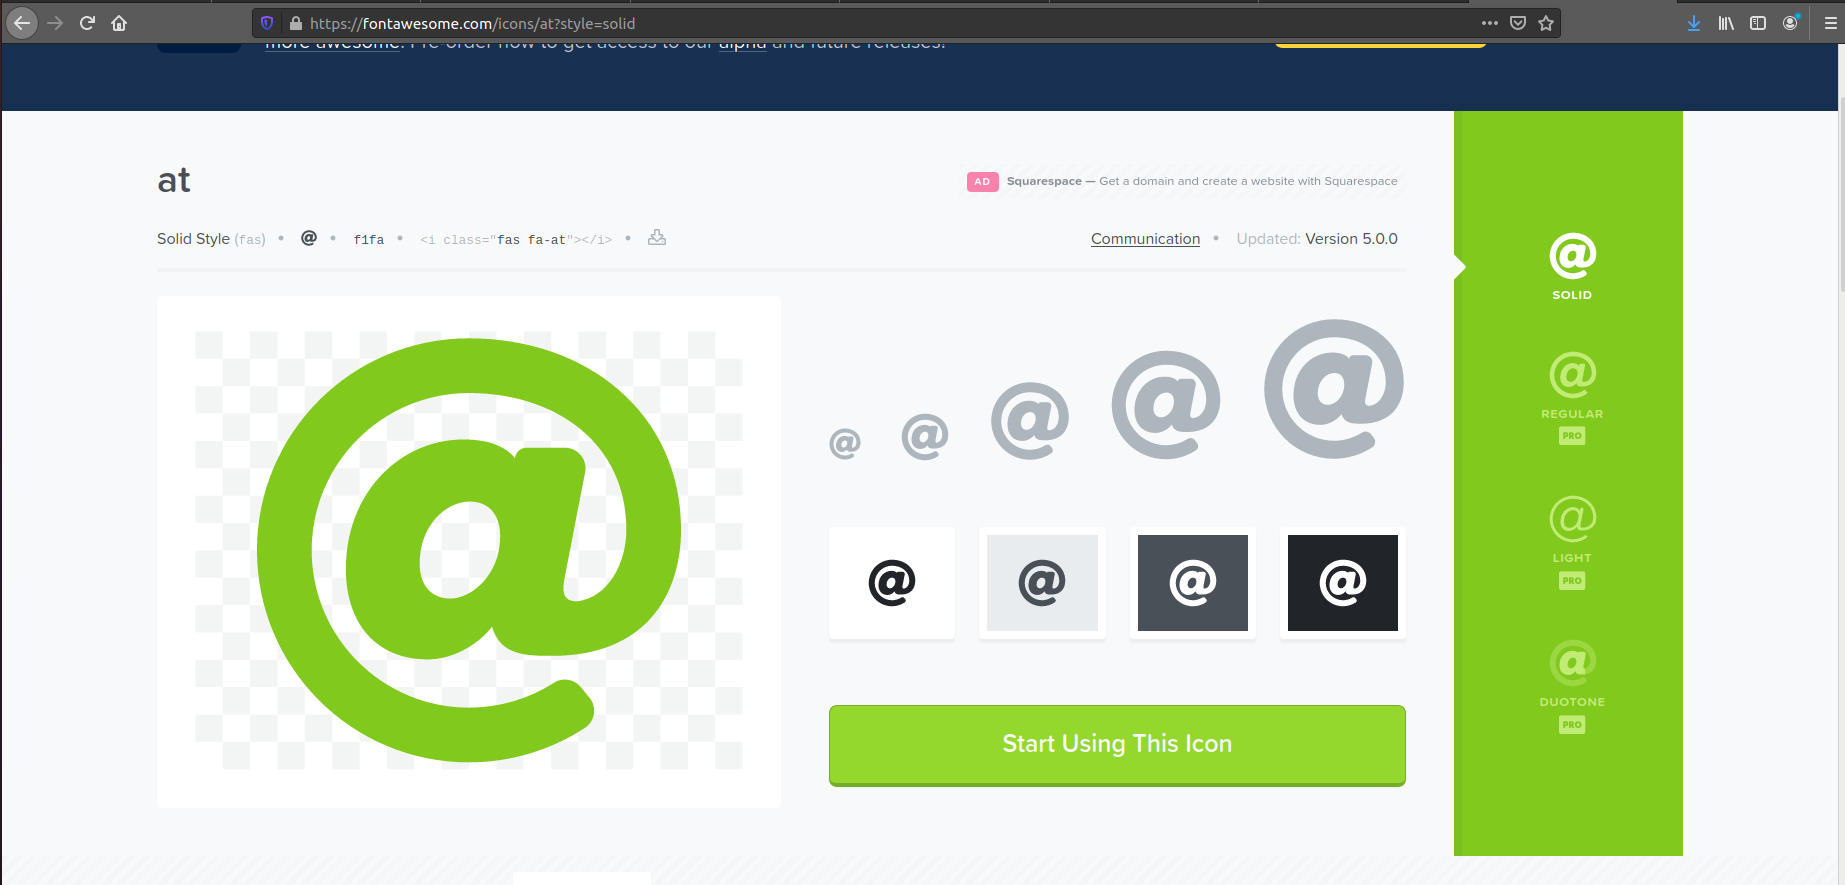 https://fontawesome.com/icons/at?style=solid
more awesome. Pre-order now to get access to our alpha and future releases!
at
AD Squarespace — Get a domain and create a website with Squarespace
Solid Style (fas) • @ • f1fa • <i class="fas fa-at"></i> •
Communication • Updated: Version 5.0.0
@
@ @ @ @ @
@ @ @ @
Start Using This Icon
@
SOLID
@
REGULAR
PRO
@
LIGHT
PRO
@
DUOTONE
PRO